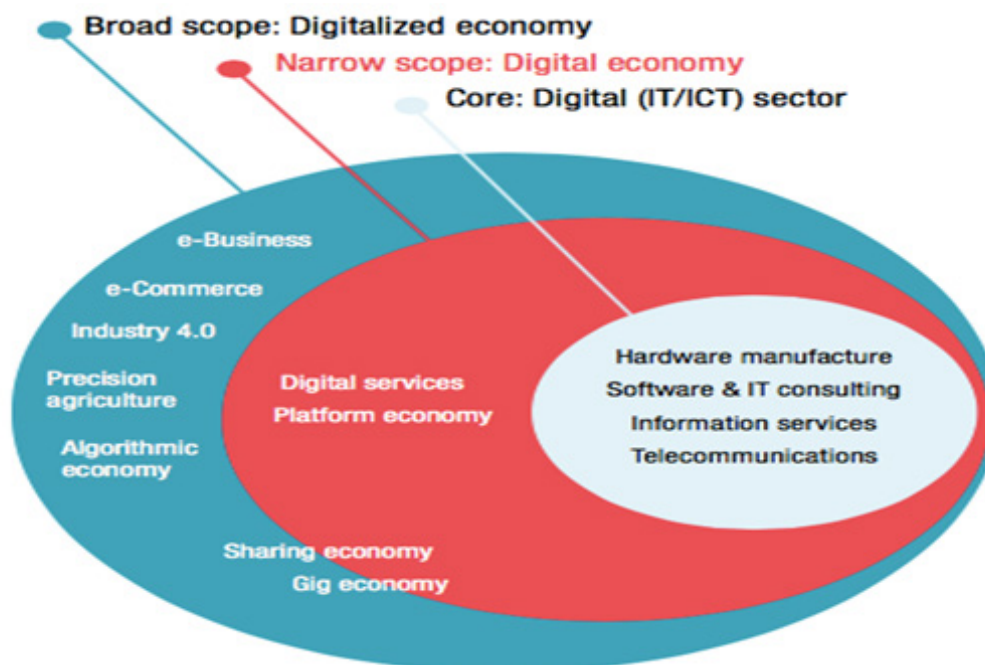 Broad scope: Digitalized economy
Narrow scope: Digital economy
Core: Digital (IT/ICT) sector
e-Business
e-Commerce
Industry 4.0
Precision
agriculture
Algorithmic
economy
Digital services
Platform economy
Hardware manufacture
Software & IT consulting
Information services
Telecommunications
Sharing economy
Gig economy